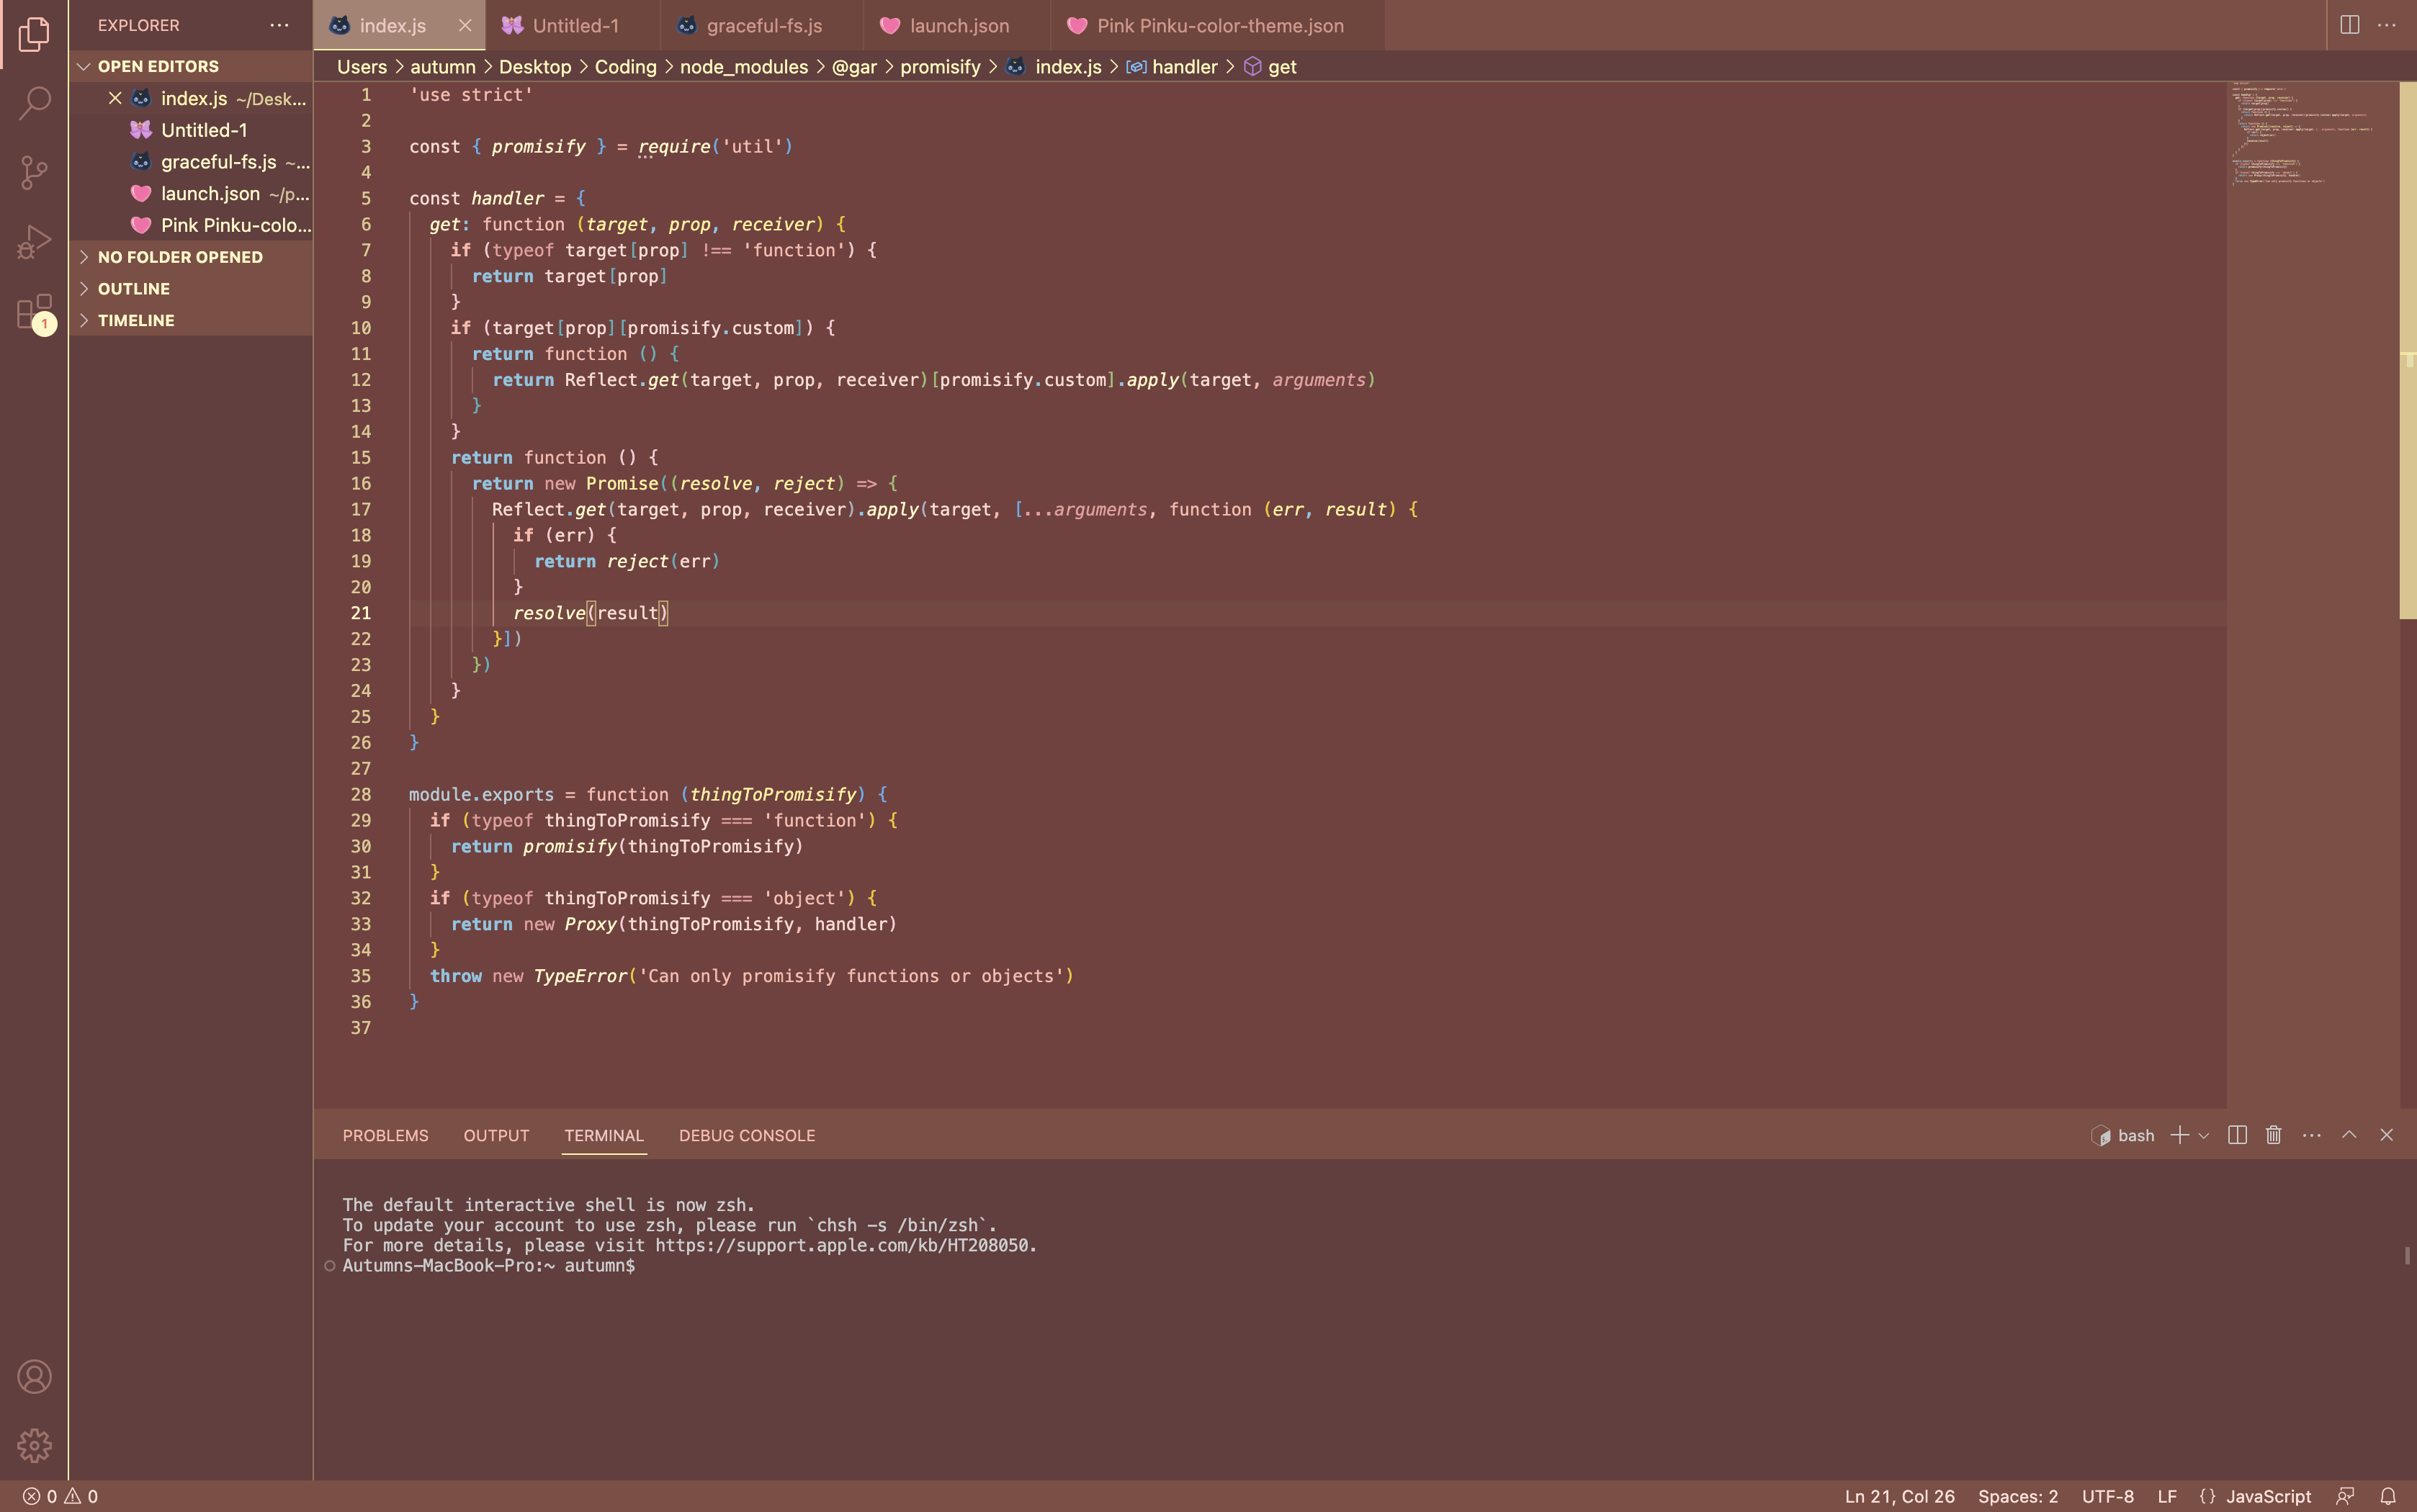 EXPLORER
OPEN EDITORS
index.js ~/Desk...
Untitled-1
graceful-fs.js ~...
launch.json ~/p...
Pink Pinku-colo...
NO FOLDER OPENED
OUTLINE
TIMELINE
1
index.js Untitled-1 graceful-fs.js launch.json Pink Pinku-color-theme.json
Users > autumn > Desktop > Coding > node_modules > @gar > promisify > index.js > handler > get
1 'use strict'
2
3 const { promisify } = require('util')
4
5 const handler = {
6   get: function (target, prop, receiver) {
7     if (typeof target[prop] !== 'function') {
8       return target[prop]
9     }
10     if (target[prop][promisify.custom]) {
11       return function () {
12         return Reflect.get(target, prop, receiver)[promisify.custom].apply(target, arguments)
13       }
14     }
15     return function () {
16       return new Promise((resolve, reject) => {
17         Reflect.get(target, prop, receiver).apply(target, [...arguments, function (err, result) {
18           if (err) {
19             return reject(err)
20           }
21           resolve(result)
22         }])
23       })
24     }
25   }
26 }
27
28 module.exports = function (thingToPromisify) {
29   if (typeof thingToPromisify === 'function') {
30     return promisify(thingToPromisify)
31   }
32   if (typeof thingToPromisify === 'object') {
33     return new Proxy(thingToPromisify, handler)
34   }
35   throw new TypeError('Can only promisify functions or objects')
36 }
37
PROBLEMS OUTPUT TERMINAL DEBUG CONSOLE
bash
The default interactive shell is now zsh.
To update your account to use zsh, please run `chsh -s /bin/zsh`.
For more details, please visit https://support.apple.com/kb/HT208050.
Autumns-MacBook-Pro:~ autumn$
0 0
Ln 21, Col 26 Spaces: 2 UTF-8 LF {} JavaScript